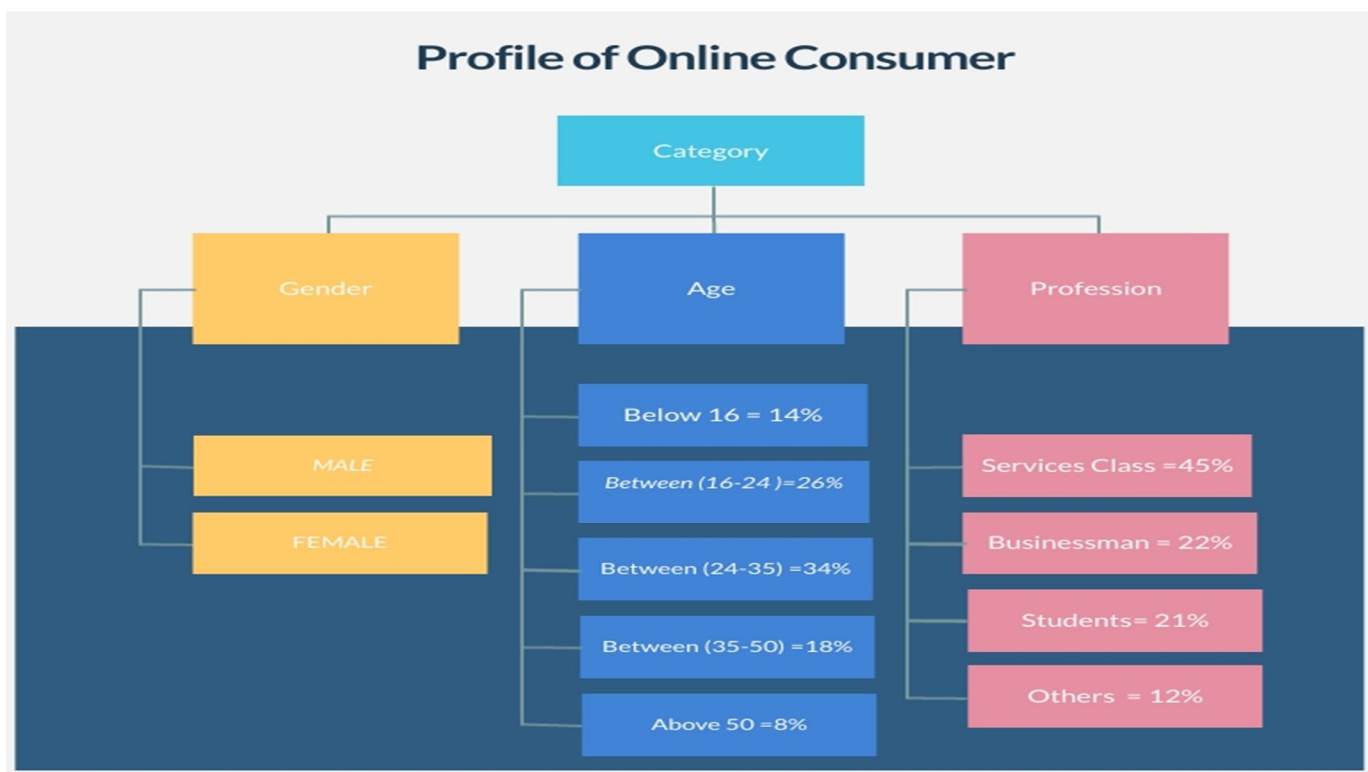 Profile of Online Consumer
Category
Gender
Age
Profession
MALE
FEMALE
Below 16 = 14%
Between (16-24 )=26%
Between (24-35) =34%
Between (35-50) =18%
Above 50 =8%
Services Class =45%
Businessman = 22%
Students= 21%
Others = 12%